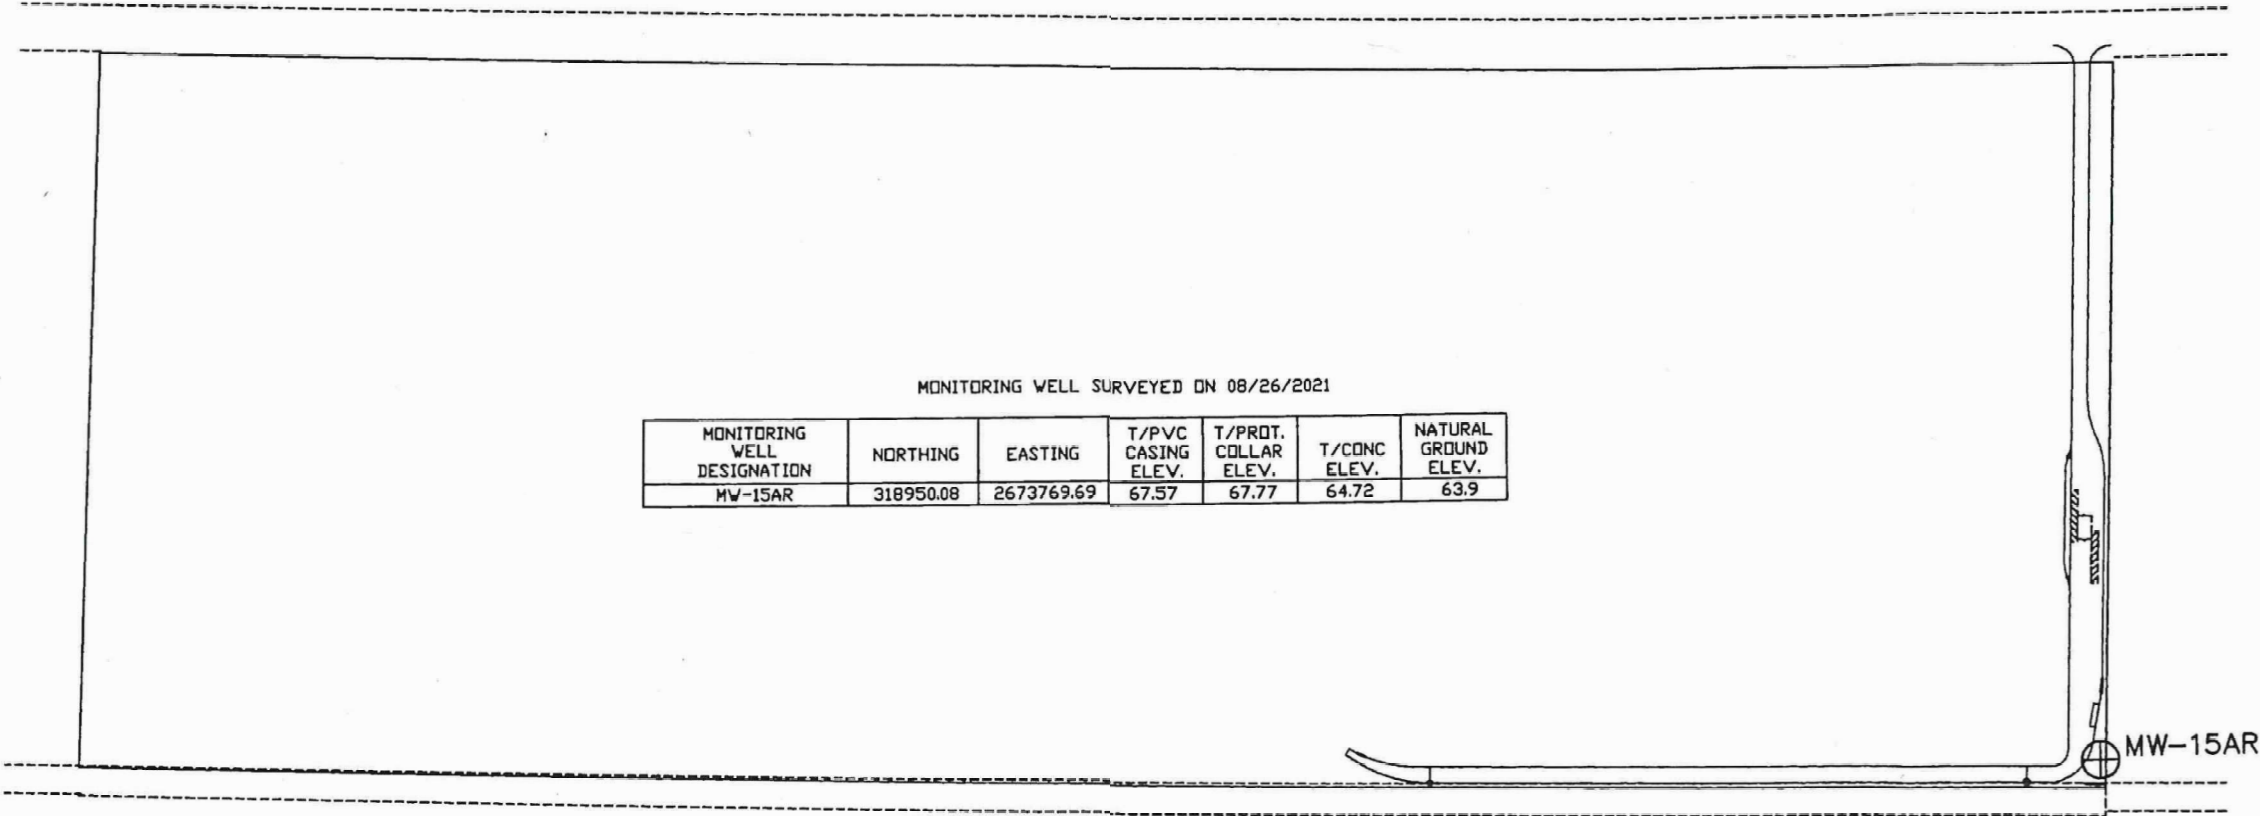 MONITORING WELL SURVEYED ON 08/26/2021
MONITORING WELL DESIGNATION NORTHING EASTING T/PVC CASING ELEV. T/PROT. COLLAR ELEV. T/CONC ELEV. NATURAL GROUND ELEV.
MW-15AR 318950.08 2673769.69 67.57 67.77 64.72 63.9
MW-15AR